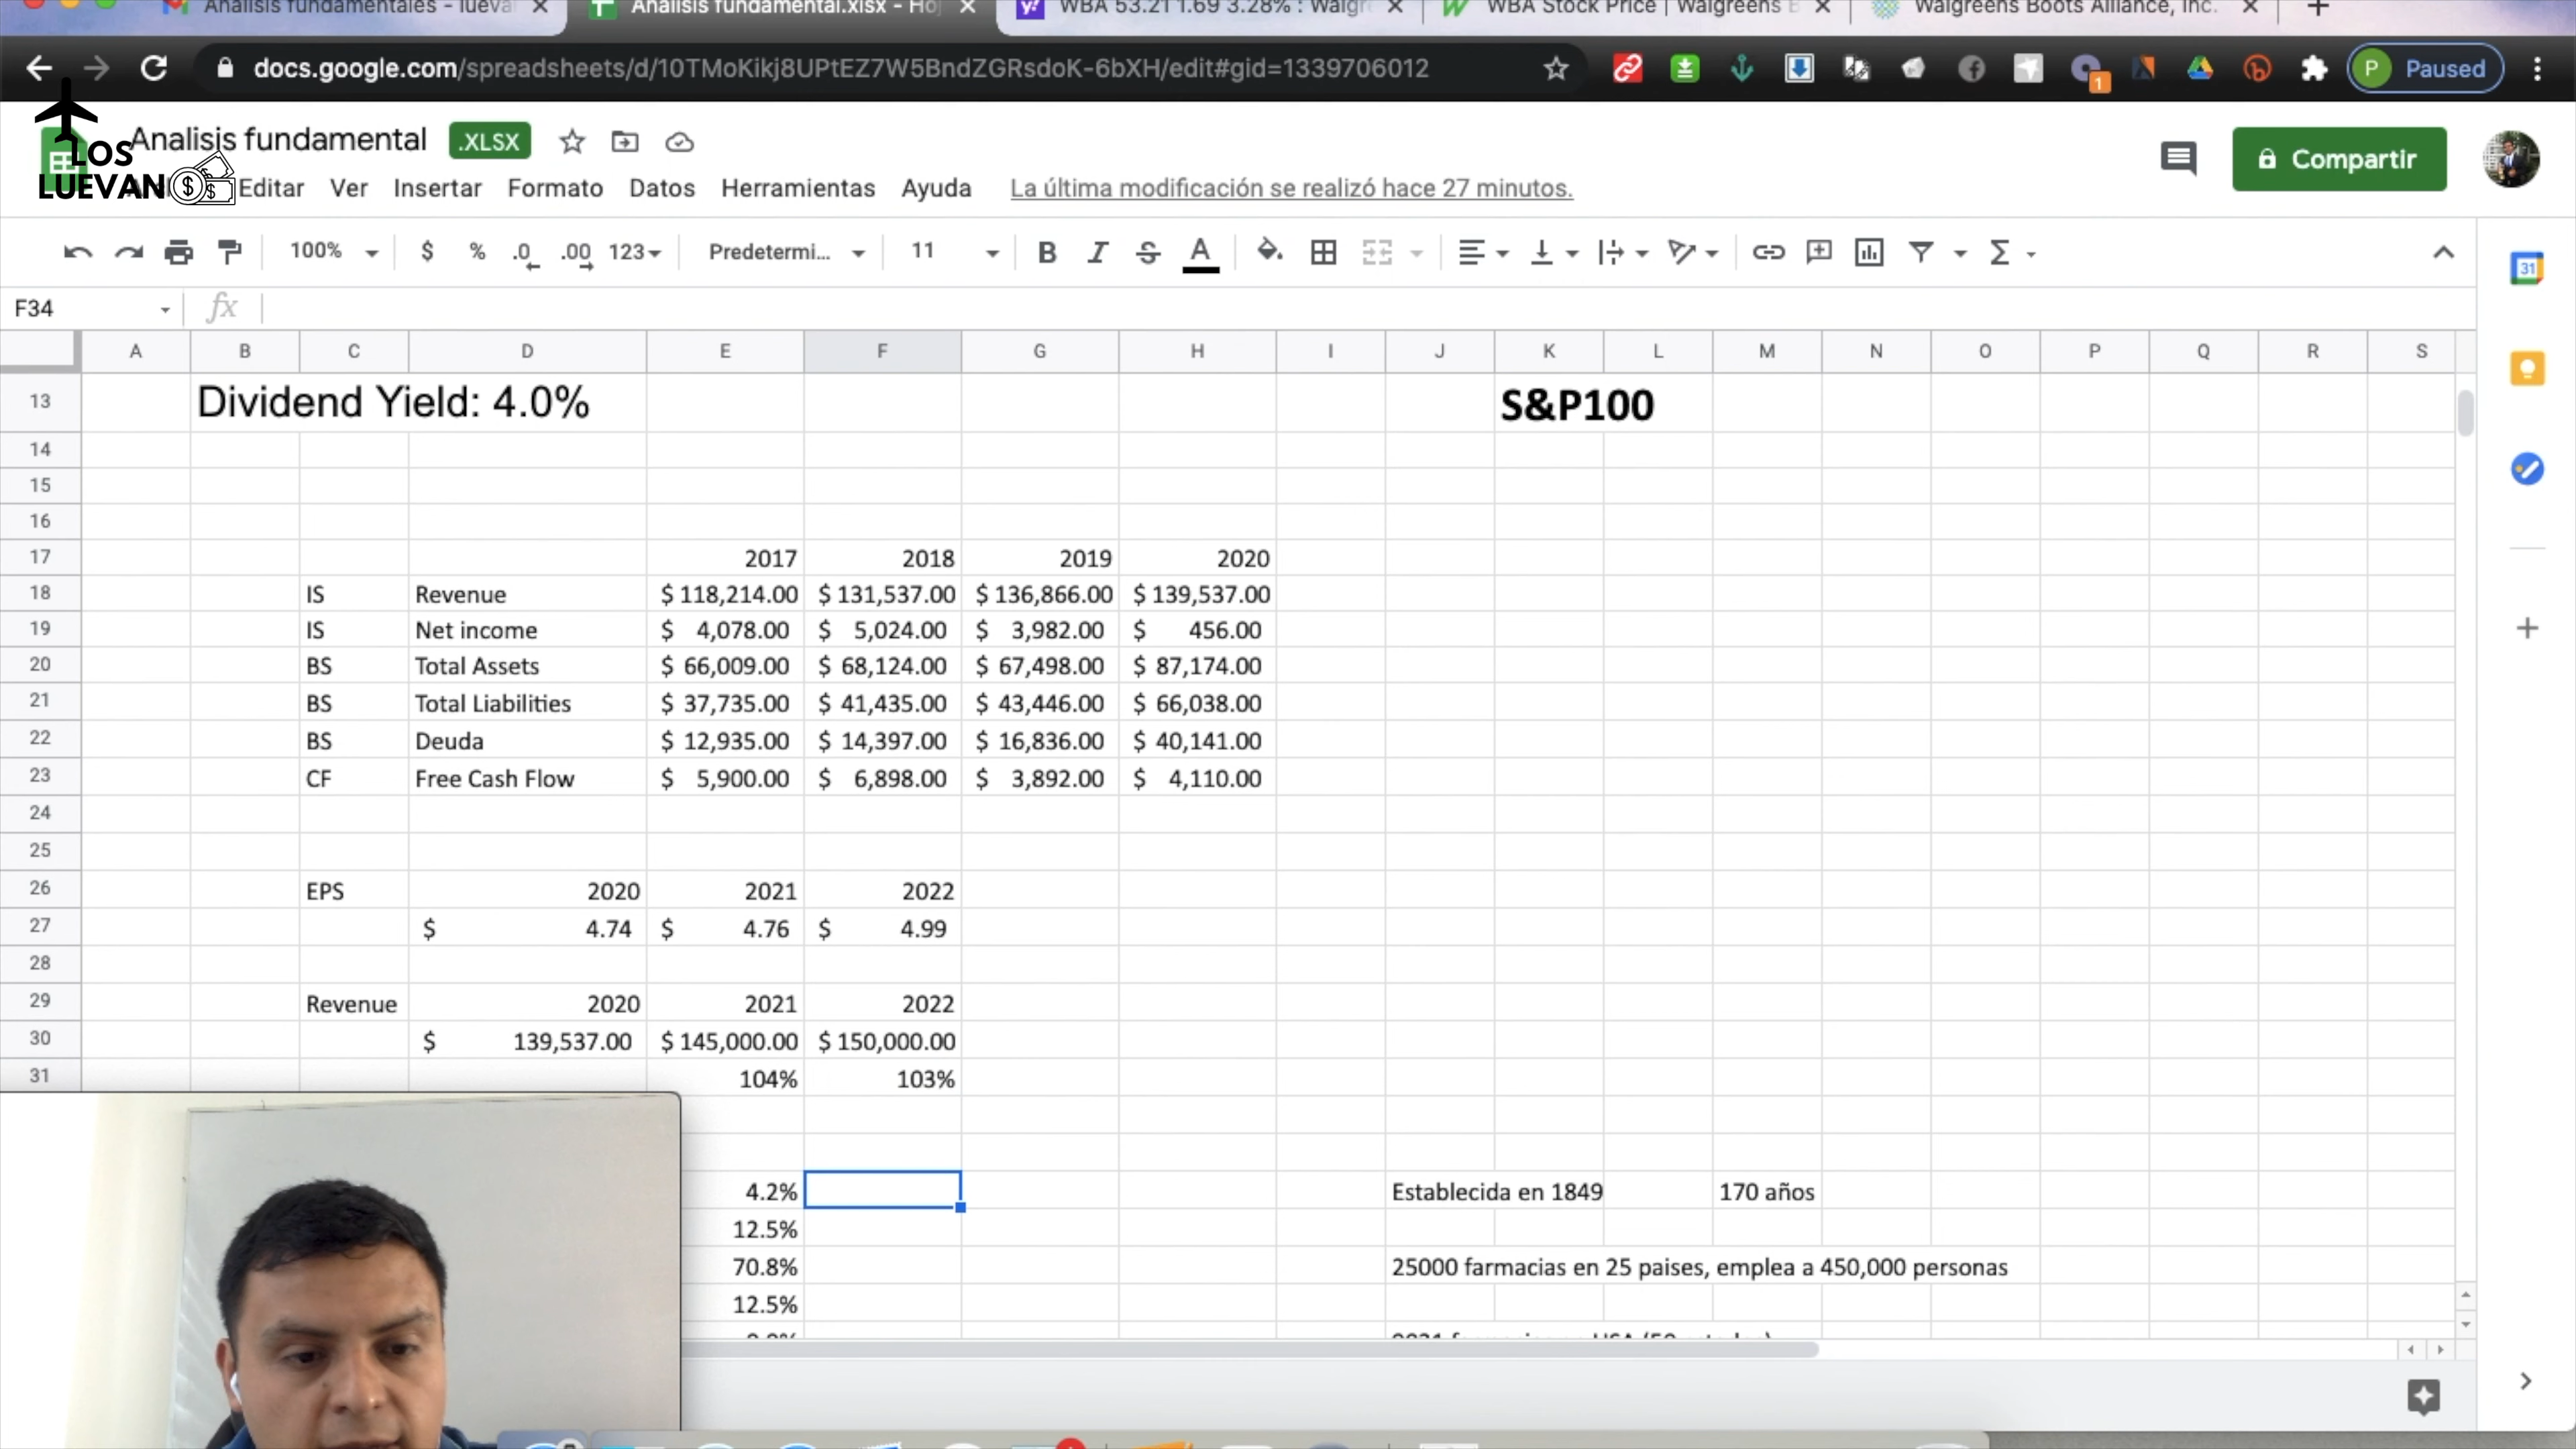 Analisis fundamentales - lueva
Analisis fundamental.xlsx - Ho
WBA 53.21 1.69 3.28% : Walgr
WBA Stock Price | Walgreens B
Walgreens Boots Alliance, Inc.
docs.google.com/spreadsheets/d/10TMoKikj8UPtEZ7W5BndZGRsdoK-6bXH/edit#gid=1339706012
1
P Paused
Analisis fundamental .XLSX
LOS
LUEVAN
Editar Ver Insertar Formato Datos Herramientas Ayuda La última modificación se realizó hace 27 minutos.
Compartir
100% $ % .0 .00 123 Predetermi... 11 B I S A Σ
31
F34 fx
A B C D E F G H I J K L M N O P Q R S
13 Dividend Yield: 4.0% S&P100
14
15
16
17 2017 2018 2019 2020
18 IS Revenue $ 118,214.00 $ 131,537.00 $ 136,866.00 $ 139,537.00
19 IS Net income $ 4,078.00 $ 5,024.00 $ 3,982.00 $ 456.00
20 BS Total Assets $ 66,009.00 $ 68,124.00 $ 67,498.00 $ 87,174.00
21 BS Total Liabilities $ 37,735.00 $ 41,435.00 $ 43,446.00 $ 66,038.00
22 BS Deuda $ 12,935.00 $ 14,397.00 $ 16,836.00 $ 40,141.00
23 CF Free Cash Flow $ 5,900.00 $ 6,898.00 $ 3,892.00 $ 4,110.00
24
25
26 EPS 2020 2021 2022
27 $ 4.74 $ 4.76 $ 4.99
28
29 Revenue 2020 2021 2022
30 $ 139,537.00 $ 145,000.00 $ 150,000.00
31 104% 103%
4.2% Establecida en 1849 170 años
12.5%
70.8% 25000 farmacias en 25 paises, emplea a 450,000 personas
12.5%